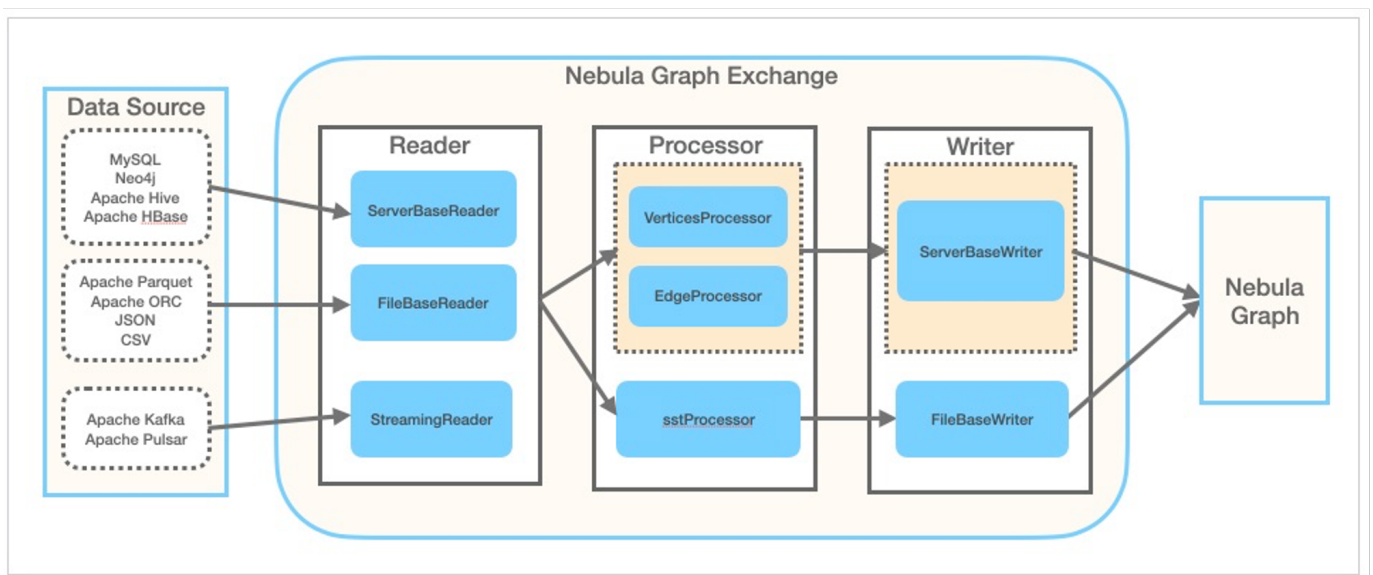 Nebula Graph Exchange
Data Source
MySQL
Neo4j
Apache Hive
Apache HBase
Apache Parquet
Apache ORC
JSON
CSV
Apache Kafka
Apache Pulsar
Reader
ServerBaseReader
FileBaseReader
StreamingReader
Processor
VerticesProcessor
EdgeProcessor
sstProcessor
Writer
ServerBaseWriter
FileBaseWriter
Nebula
Graph